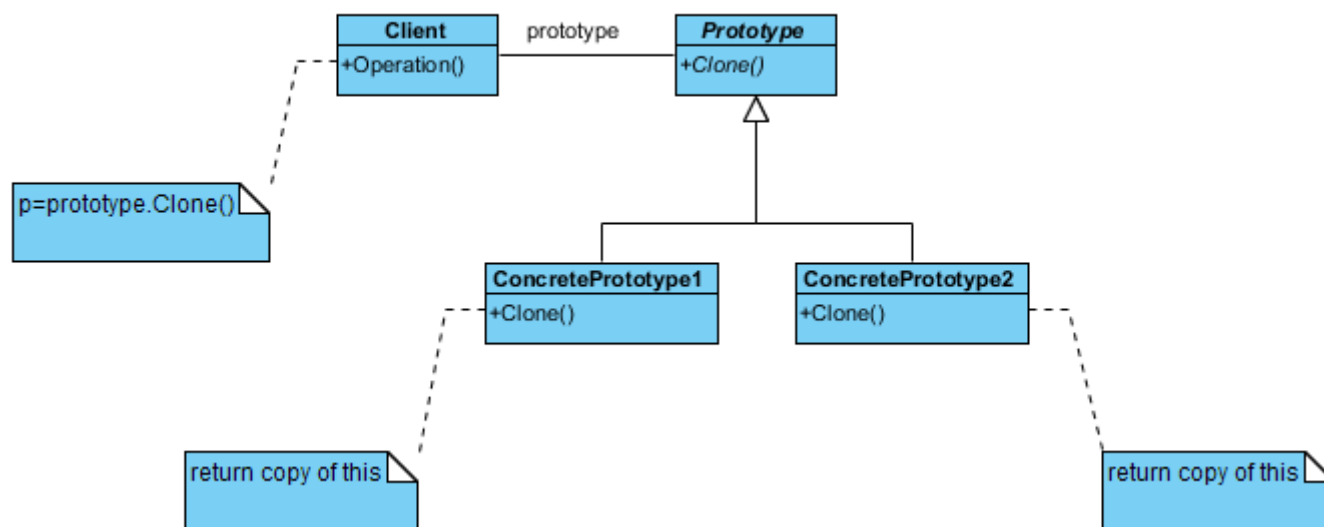 Client
+Operation()
prototype
Prototype
+Clone()
p=prototype.Clone()
ConcretePrototype1
+Clone()
ConcretePrototype2
+Clone()
return copy of this
return copy of this